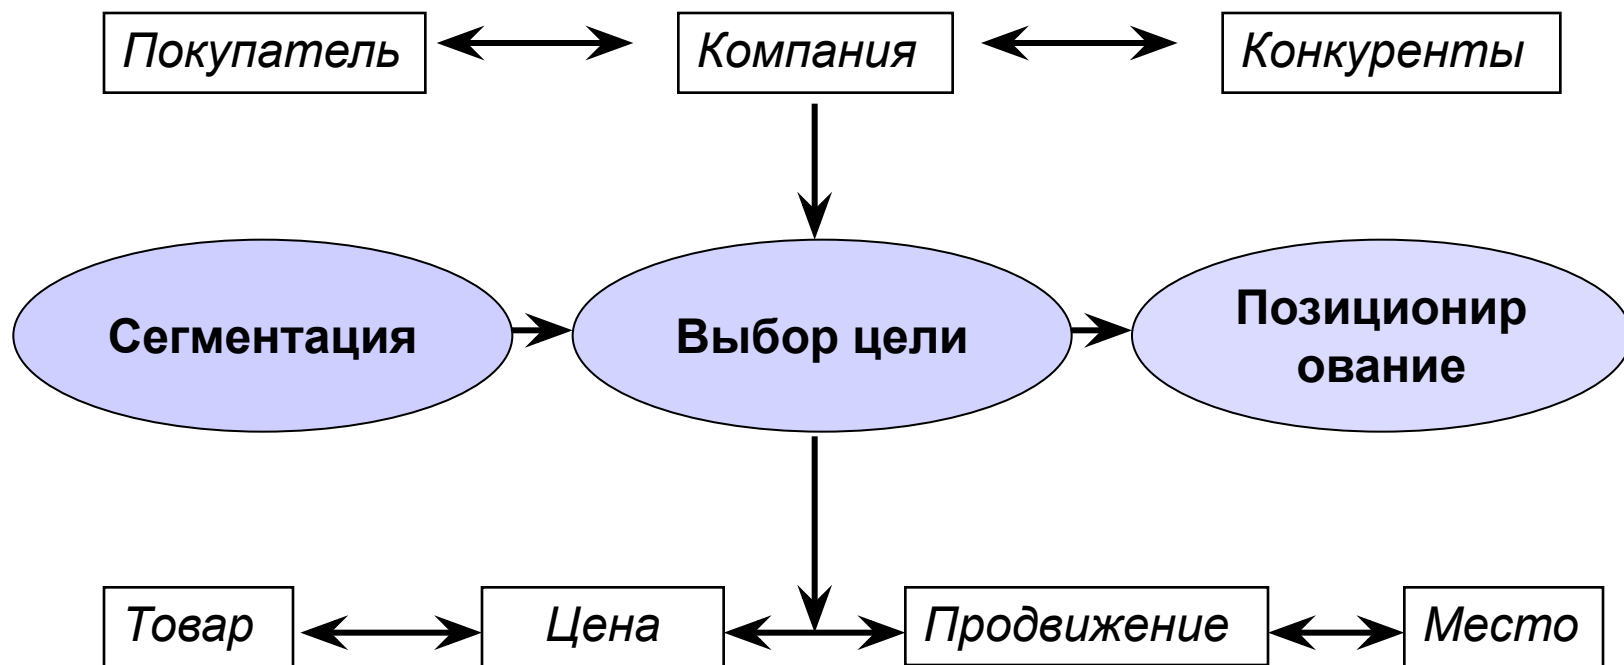 Покупатель
Компания
Конкуренты
Сегментация
Выбор цели
Позиционир
ование
Товар
Цена
Продвижение
Место